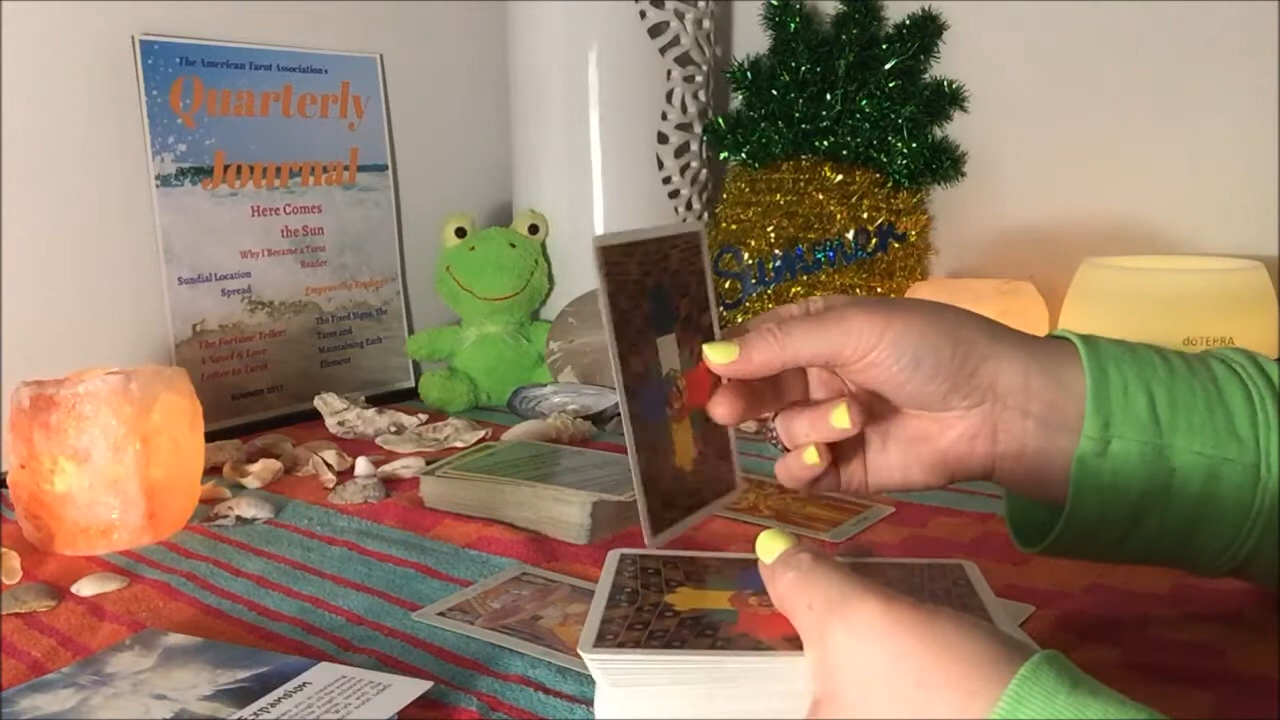 The American Tarot Association's
Quarterly
Journal
Here Comes
the Sun
Why I Became a Tarot
Reader
Sundial Location
Spread
Empowering Readings
The Fixed Signs, The
Tarot and
Maintaining Each
Element
The Fortune Teller:
A Novel & Love
Letter to Tarot
SUMMER 2017
Summer
doTERRA
Expansion